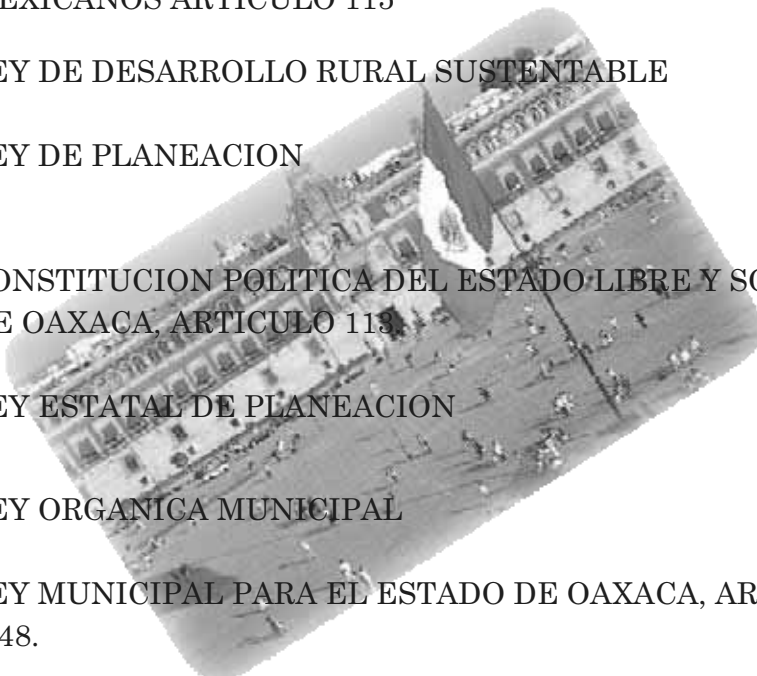 EXICANOS ARTICULO 115
EY DE DESARROLLO RURAL SUSTENTABLE
EY DE PLANEACION
ONSTITUCION POLITICA DEL ESTADO LIBRE Y SO
E OAXACA, ARTICULO 113.
EY ESTATAL DE PLANEACION
EY ORGANICA MUNICIPAL
EY MUNICIPAL PARA EL ESTADO DE OAXACA, AR
48.